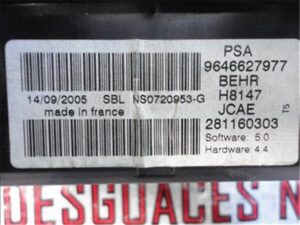 PSA
9646627977
BEHR
14/09/2005 SBL NS0720953-G H8147
made in france JCAE TS
281160303
Software: 5.0
Hardware: 4.4
DESGUACES N